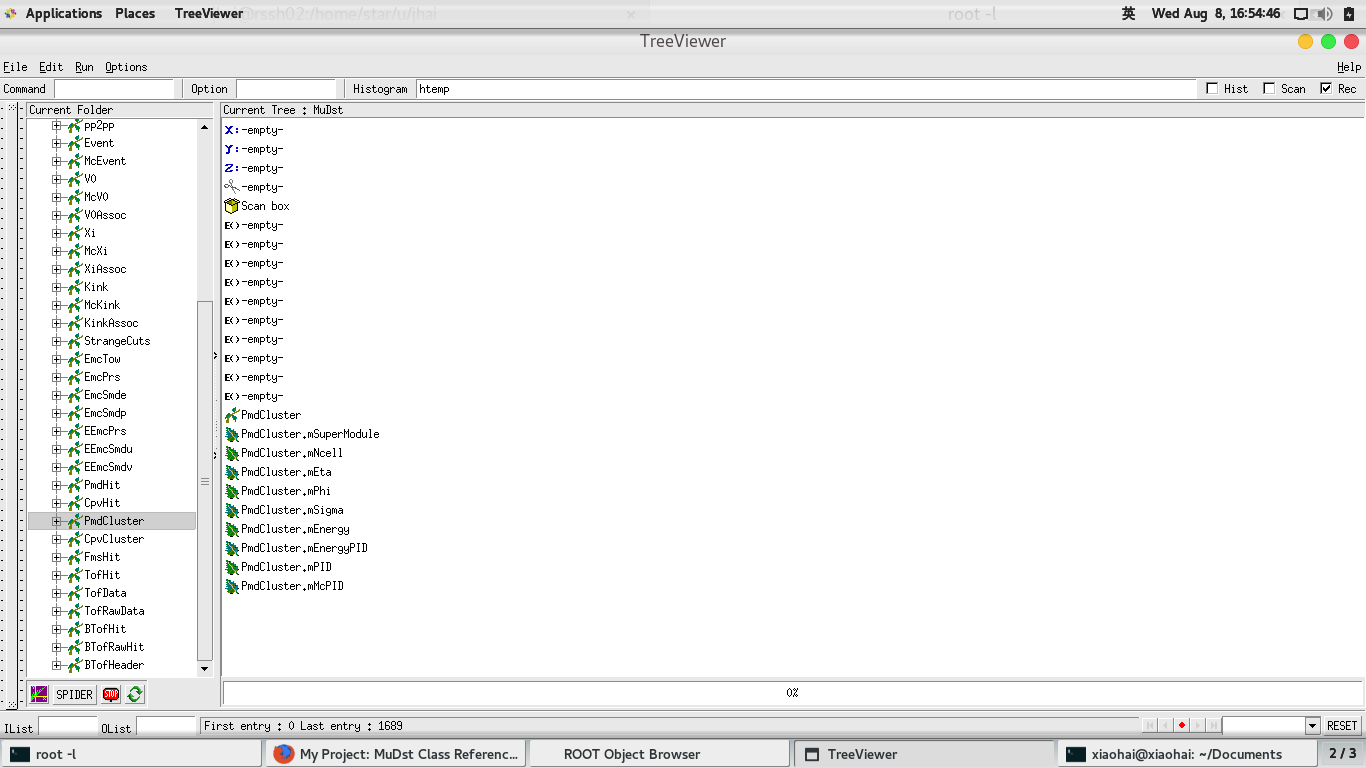 Applications Places TreeViewer @rssh02:/home/star/u/jhai root -l 英 Wed Aug 8, 16:54:46
TreeViewer
File Edit Run Options Help
Command Option Histogram htemp Hist Scan Rec
Current Folder
pp2pp
Event
McEvent
V0
McV0
V0Assoc
Xi
McXi
XiAssoc
Kink
McKink
KinkAssoc
StrangeCuts
EmcTow
EmcPrs
EmcSmde
EmcSmdp
EEmcPrs
EEmcSmdu
EEmcSmdv
PmdHit
CpvHit
PmdCluster
CpvCluster
FmsHit
TofHit
TofData
TofRawData
BTofHit
BTofRawHit
BTofHeader
SPIDER STOP
Current Tree : MuDst
X: -empty-
Y: -empty-
Z: -empty-
-empty-
Scan box
E() -empty-
E() -empty-
E() -empty-
E() -empty-
E() -empty-
E() -empty-
E() -empty-
E() -empty-
E() -empty-
E() -empty-
PmdCluster
PmdCluster.mSuperModule
PmdCluster.mNcell
PmdCluster.mEta
PmdCluster.mPhi
PmdCluster.mSigma
PmdCluster.mEnergy
PmdCluster.mEnergyPID
PmdCluster.mPID
PmdCluster.mMcPID
0%
IList OList First entry : 0 Last entry : 1689 RESET
root -l My Project: MuDst Class Referenc... ROOT Object Browser TreeViewer xiaohai@xiaohai: ~/Documents 2 / 3